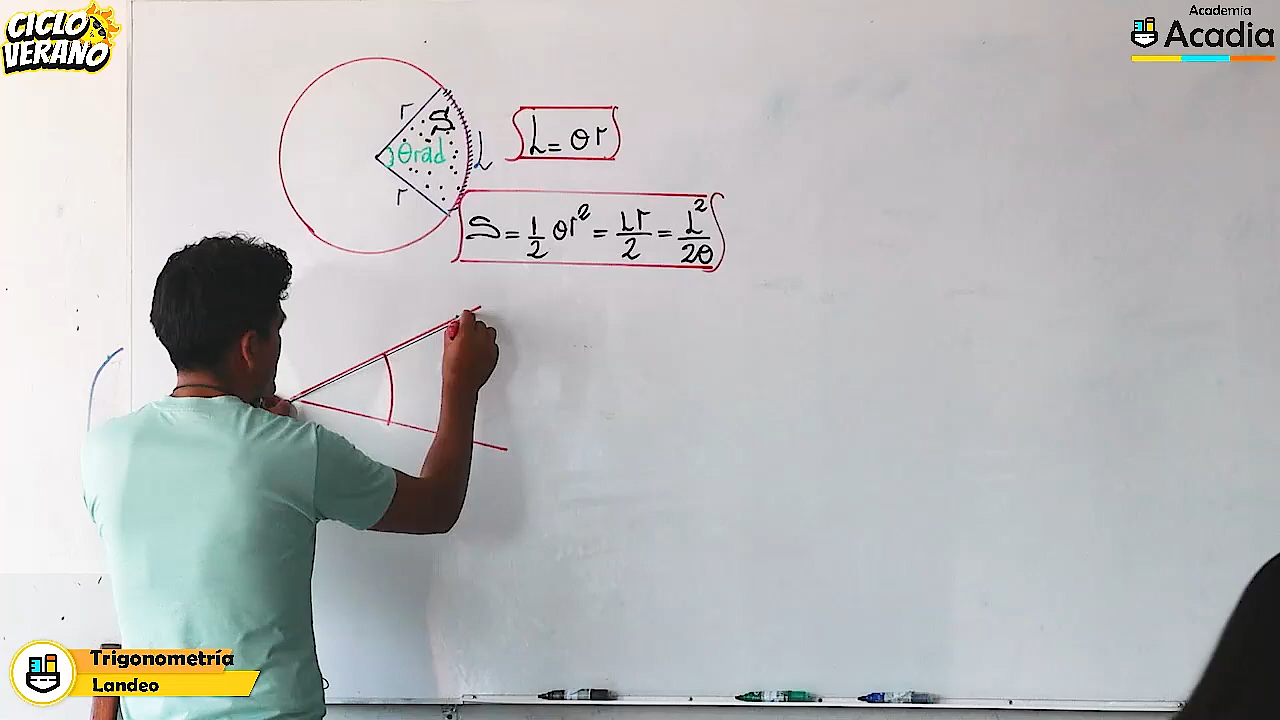 CICLO
VERANO
Academia
Acadia
r
S
θrad
L
r
L = θr
S = 1/2 θr² = Lr/2 = L²/2θ
Trigonometría
Landeo